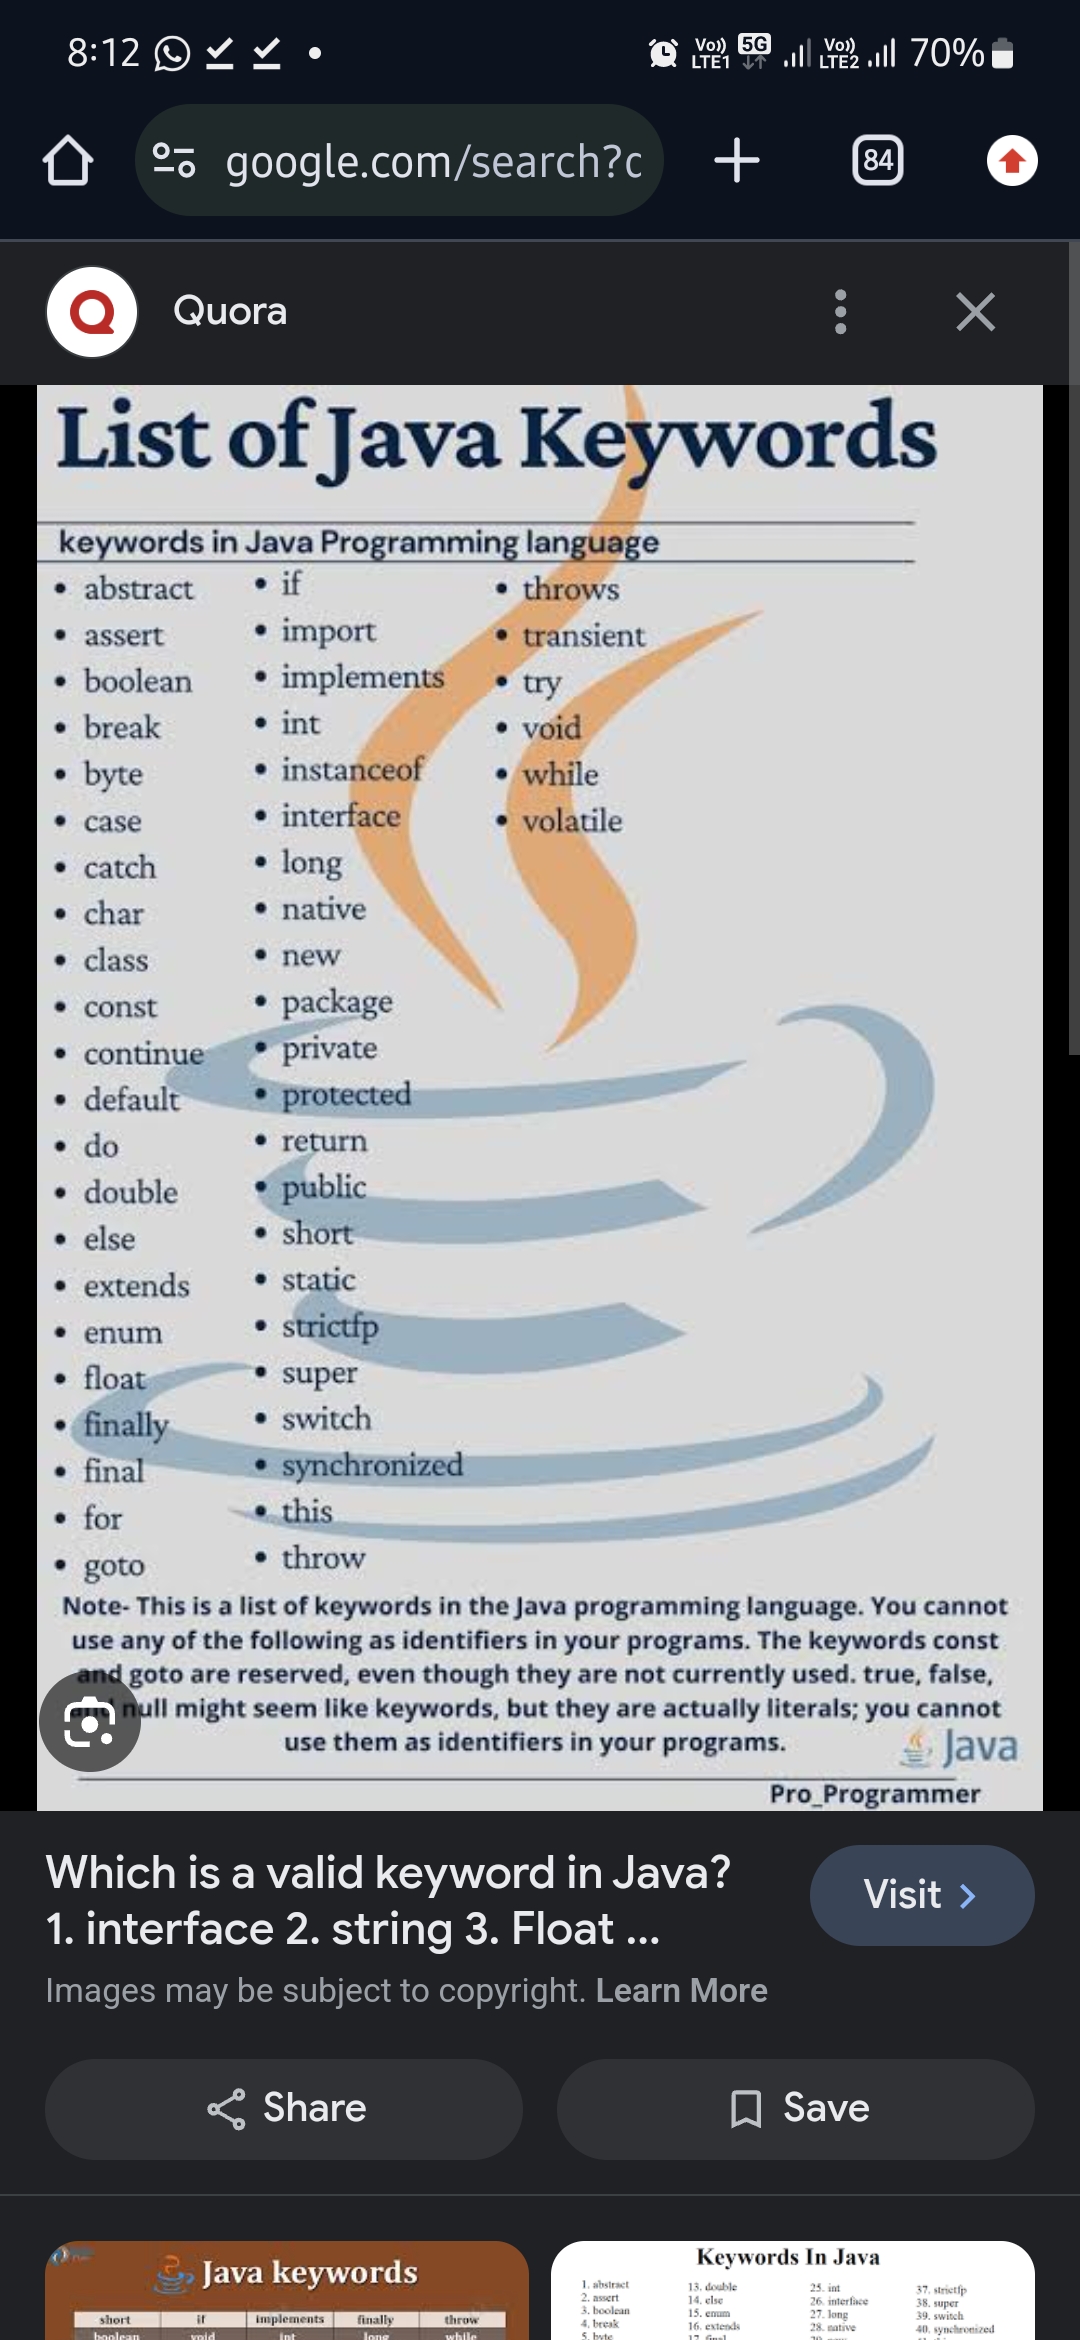 8:12
Vo)) LTE1 5G Vo)) LTE2 70%
google.com/search?c
84
Quora
List of Java Keywords
keywords in Java Programming language
abstract
assert
boolean
break
byte
case
catch
char
class
const
continue
default
do
double
else
extends
enum
float
finally
final
for
goto
if
import
implements
int
instanceof
interface
long
native
new
package
private
protected
return
public
short
static
strictfp
super
switch
synchronized
this
throw
throws
transient
try
void
while
volatile
Note- This is a list of keywords in the Java programming language. You cannot
use any of the following as identifiers in your programs. The keywords const
and goto are reserved, even though they are not currently used. true, false,
null might seem like keywords, but they are actually literals; you cannot
use them as identifiers in your programs.
Java
Pro_Programmer
Which is a valid keyword in Java?
1. interface 2. string 3. Float ...
Visit
Images may be subject to copyright. Learn More
Share
Save
Java keywords
short if implements finally throw
boolean void int long while
Keywords In Java
1. abstract
2. assert
3. boolean
4. break
5. byte
13. double
14. else
15. enum
16. extends
17. final
25. int
26. interface
27. long
28. native
37. strictfp
38. super
39. switch
40. synchronized